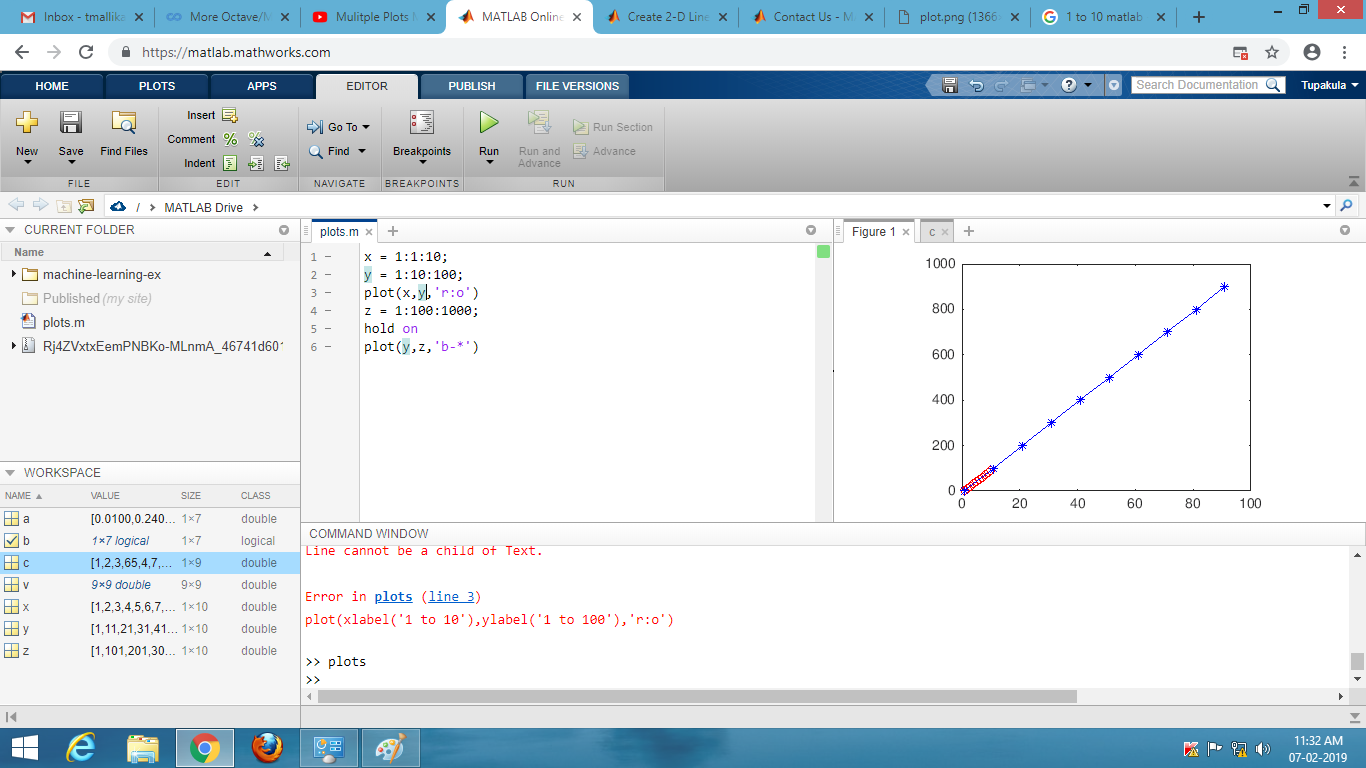 Inbox - tmallika
More Octave/M
Mulitple Plots M
MATLAB Online
Create 2-D Line
Contact Us - M
plot.png (1366×
1 to 10 matlab
https://matlab.mathworks.com
HOME PLOTS APPS EDITOR PUBLISH FILE VERSIONS
Search Documentation
Tupakula
New
Save
Find Files
FILE
Insert
Comment
Indent
EDIT
Go To
Find
NAVIGATE
Breakpoints
BREAKPOINTS
Run
Run and
Advance
Run Section
Advance
RUN
/ MATLAB Drive
CURRENT FOLDER
Name
machine-learning-ex
Published (my site)
plots.m
Rj4ZVxtxEemPNBKo-MLnmA_46741d601
WORKSPACE
NAME VALUE SIZE CLASS
a [0.0100,0.240... 1×7 double
b 1×7 logical 1×7 logical
c [1,2,3,65,4,7,... 1×9 double
v 9×9 double 9×9 double
x [1,2,3,4,5,6,7,... 1×10 double
y [1,11,21,31,41... 1×10 double
z [1,101,201,30... 1×10 double
plots.m
1 – x = 1:1:10;
2 – y = 1:10:100;
3 – plot(x,y,'r:o')
4 – z = 1:100:1000;
5 – hold on
6 – plot(y,z,'b-*')
Figure 1
c
1000
800
600
400
200
0
0 20 40 60 80 100
COMMAND WINDOW
Line cannot be a child of Text.
Error in plots (line 3)
plot(xlabel('1 to 10'),ylabel('1 to 100'),'r:o')
>> plots
>>
11:32 AM
07-02-2019